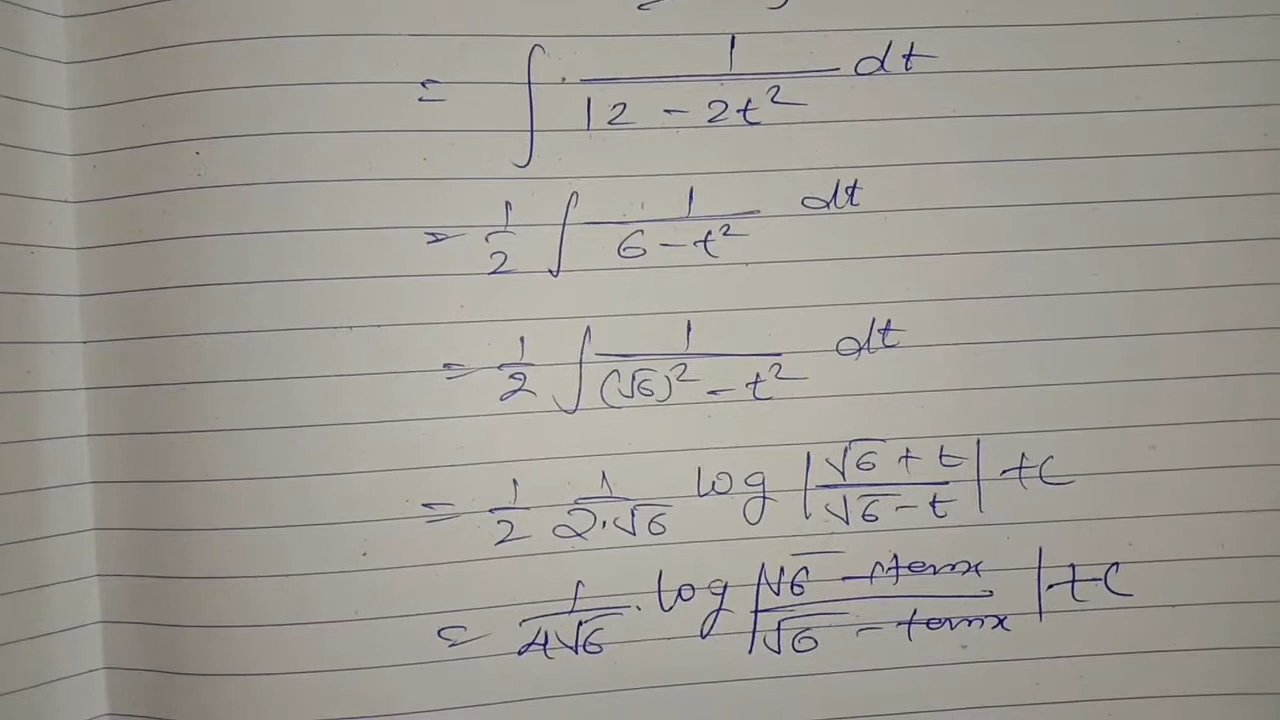 = ∫ 1/(12 - 2t²) dt
= 1/2 ∫ 1/(6 - t²) dt
= 1/2 ∫ 1/((√6)² - t²) dt
= 1/2 1/(2·√6) log |(√6 + t)/(√6 - t)| + c
= 1/(4√6) · log |(√6 + tanx)/(√6 - tanx)| + c